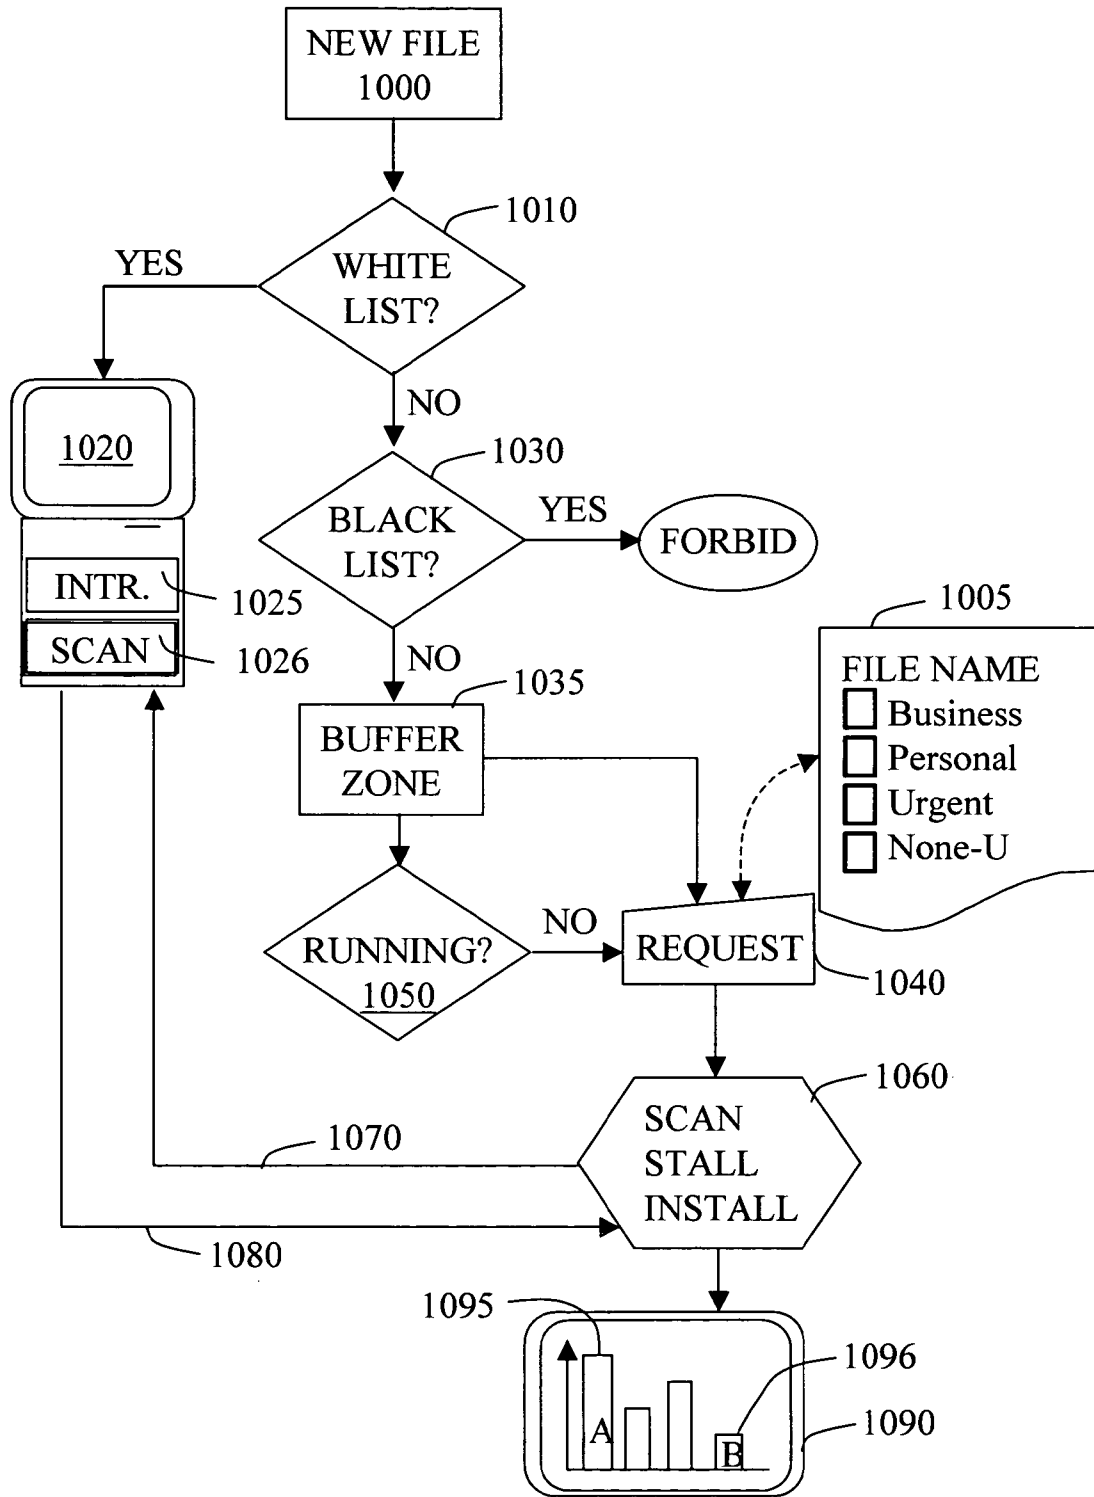 NEW FILE
1000
1010
YES
WHITE
LIST?
NO
1020
1030
BLACK
LIST?
YES
FORBID
INTR.
1025
SCAN
1026
NO
1035
1005
FILE NAME
Business
Personal
Urgent
None-U
BUFFER
ZONE
NO
RUNNING?
1050
REQUEST
1040
1060
SCAN
STALL
INSTALL
1070
1080
1095
1096
A
B
1090